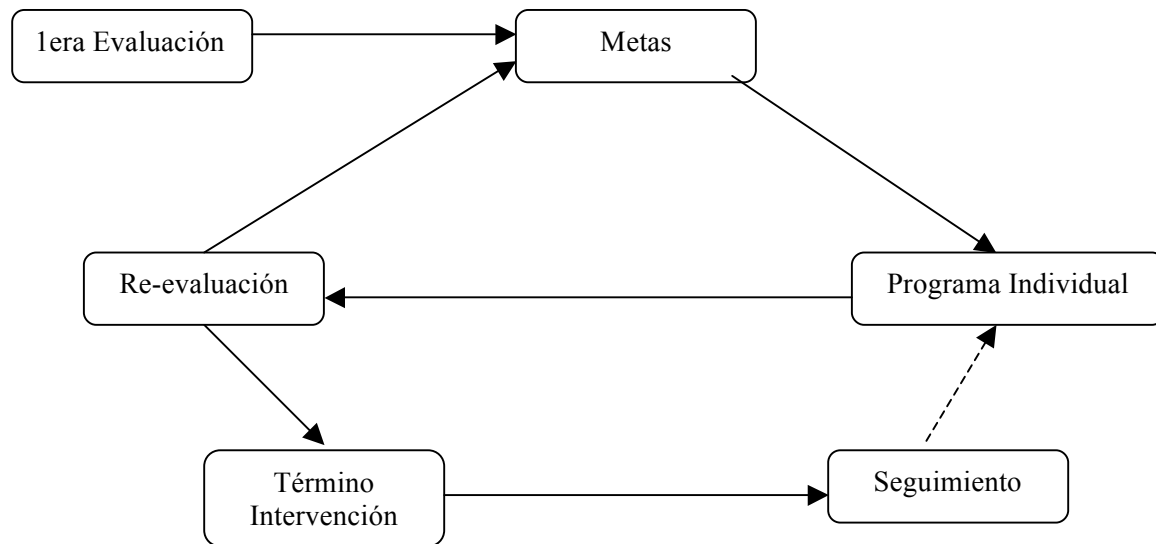 1era Evaluación
Metas
Re-evaluación
Programa Individual
Término
Intervención
Seguimiento